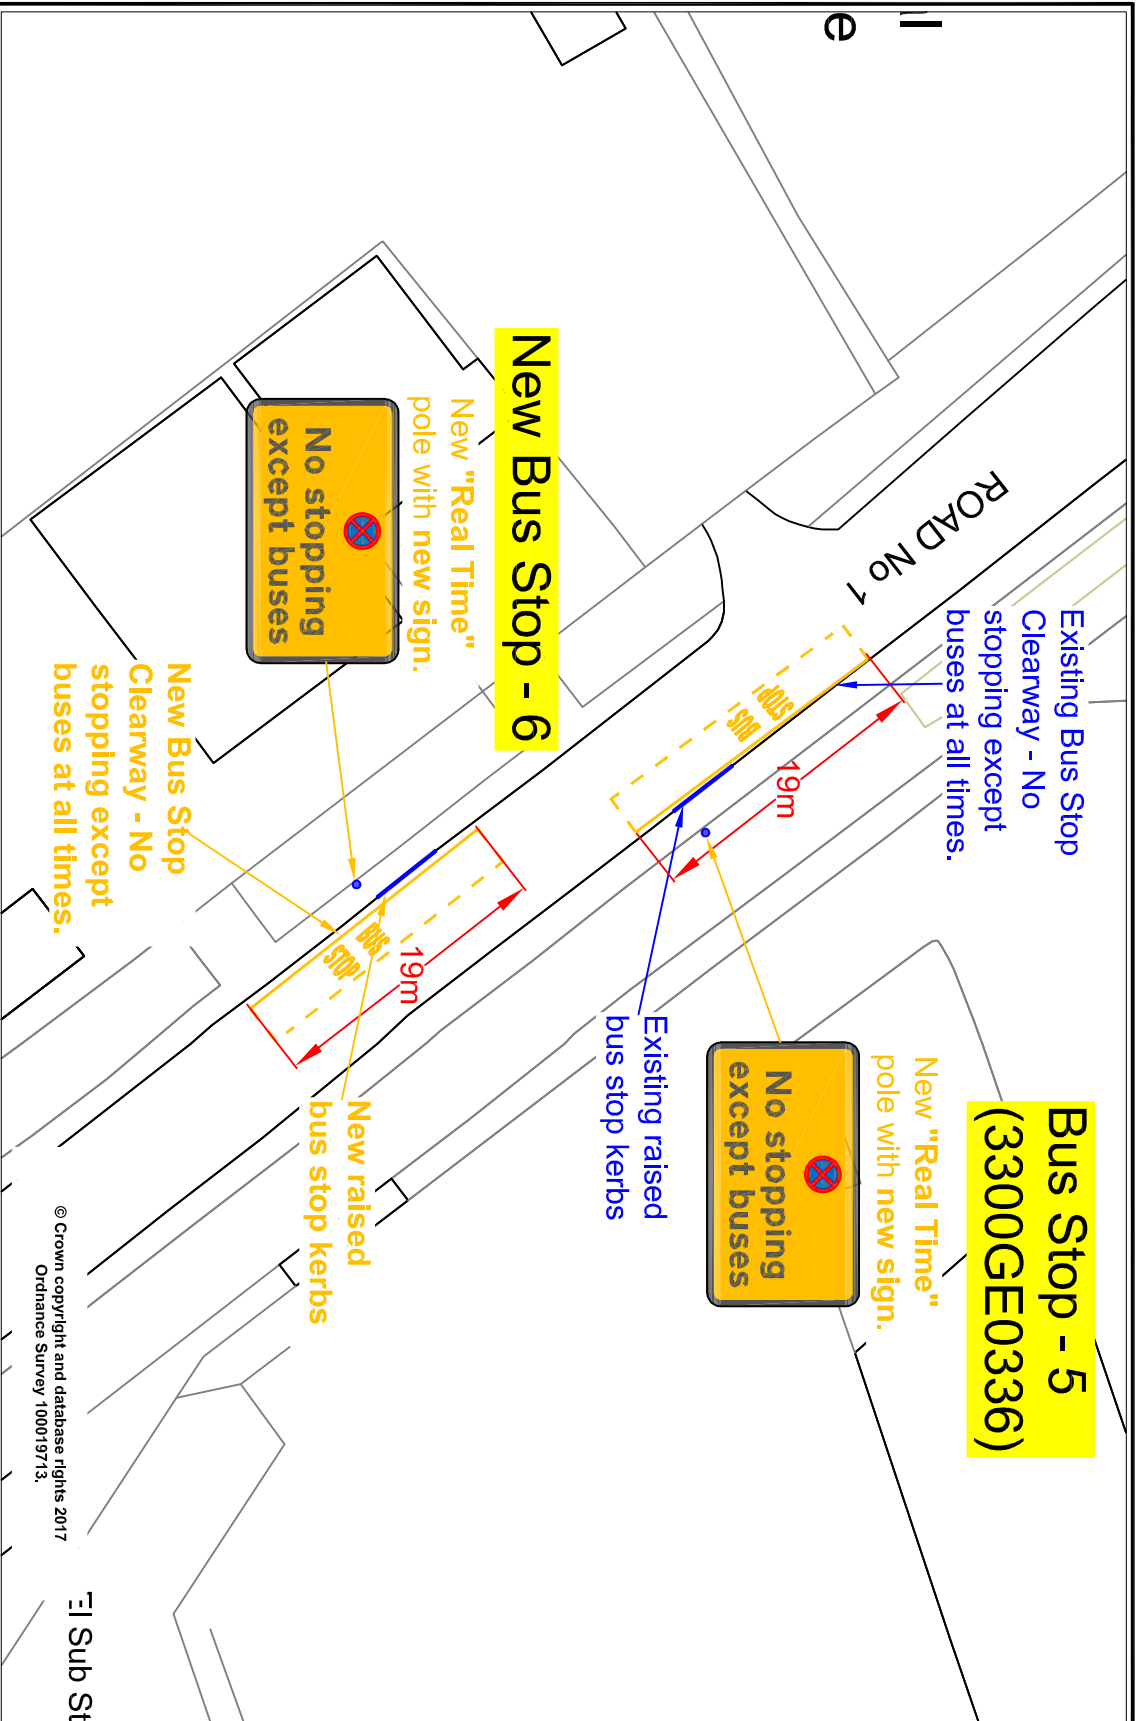 Bus Stop - 5
(3300GE0336)
Existing Bus Stop
Clearway - No
stopping except
buses at all times.
New "Real Time"
pole with new sign.
No stopping
except buses
ROAD No 1
19m
BUS
STOP
Existing raised
bus stop kerbs
New Bus Stop - 6
New "Real Time"
pole with new sign.
No stopping
except buses
19m
BUS
STOP
New raised
bus stop kerbs
New Bus Stop
Clearway - No
stopping except
buses at all times.
© Crown copyright and database rights 2017
Ordnance Survey 100019713.
El Sub St
e